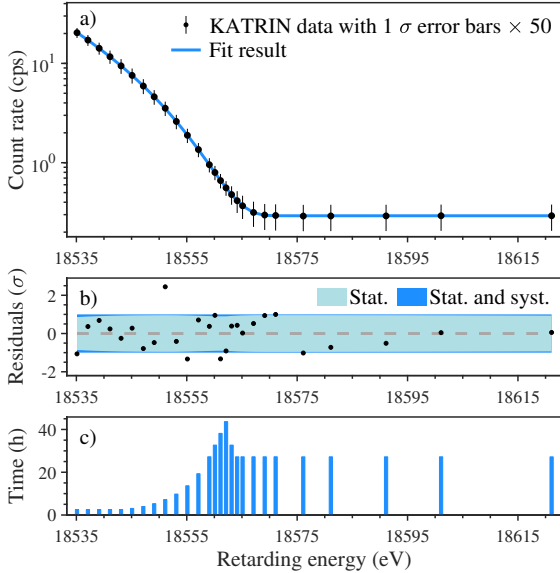 a)
KATRIN data with 1 σ error bars × 50
Fit result
Count rate (cps)
10¹
10⁰
18535 18555 18575 18595 18615
b)
Stat.
Stat. and syst.
Residuals (σ)
2
0
-2
18535 18555 18575 18595 18615
c)
Time (h)
40
20
0
18535 18555 18575 18595 18615
Retarding energy (eV)